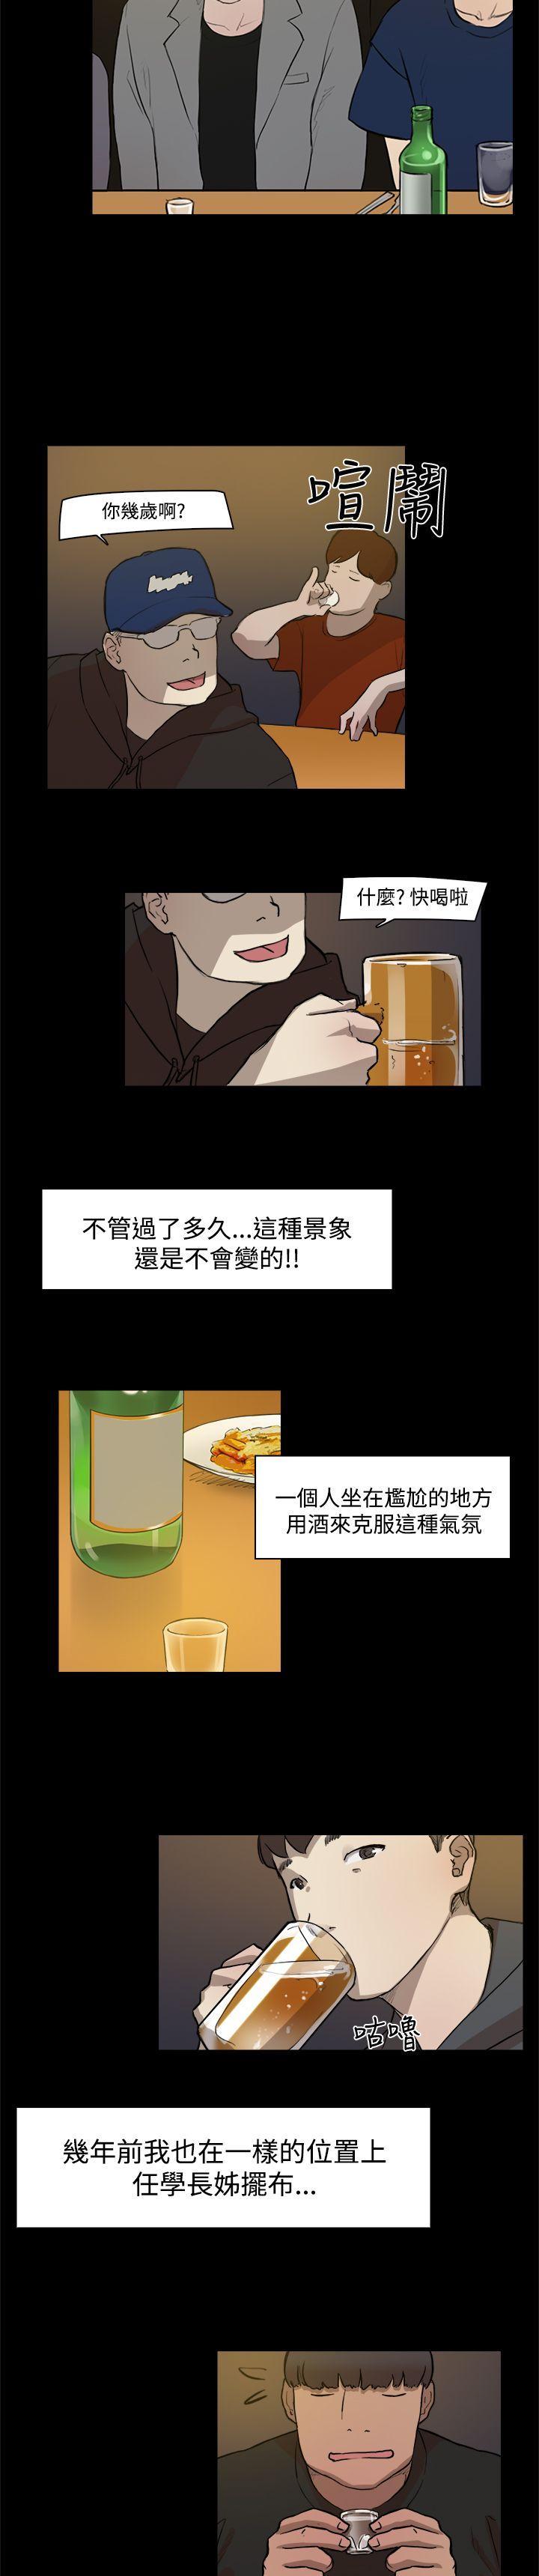 喧鬧
你幾歲啊?
什麼? 快喝啦
不管過了多久...這種景象
還是不會變的!!
一個人坐在尷尬的地方
用酒來克服這種氣氛
咕嚕
幾年前我也在一樣的位置上
任學長姊擺布...